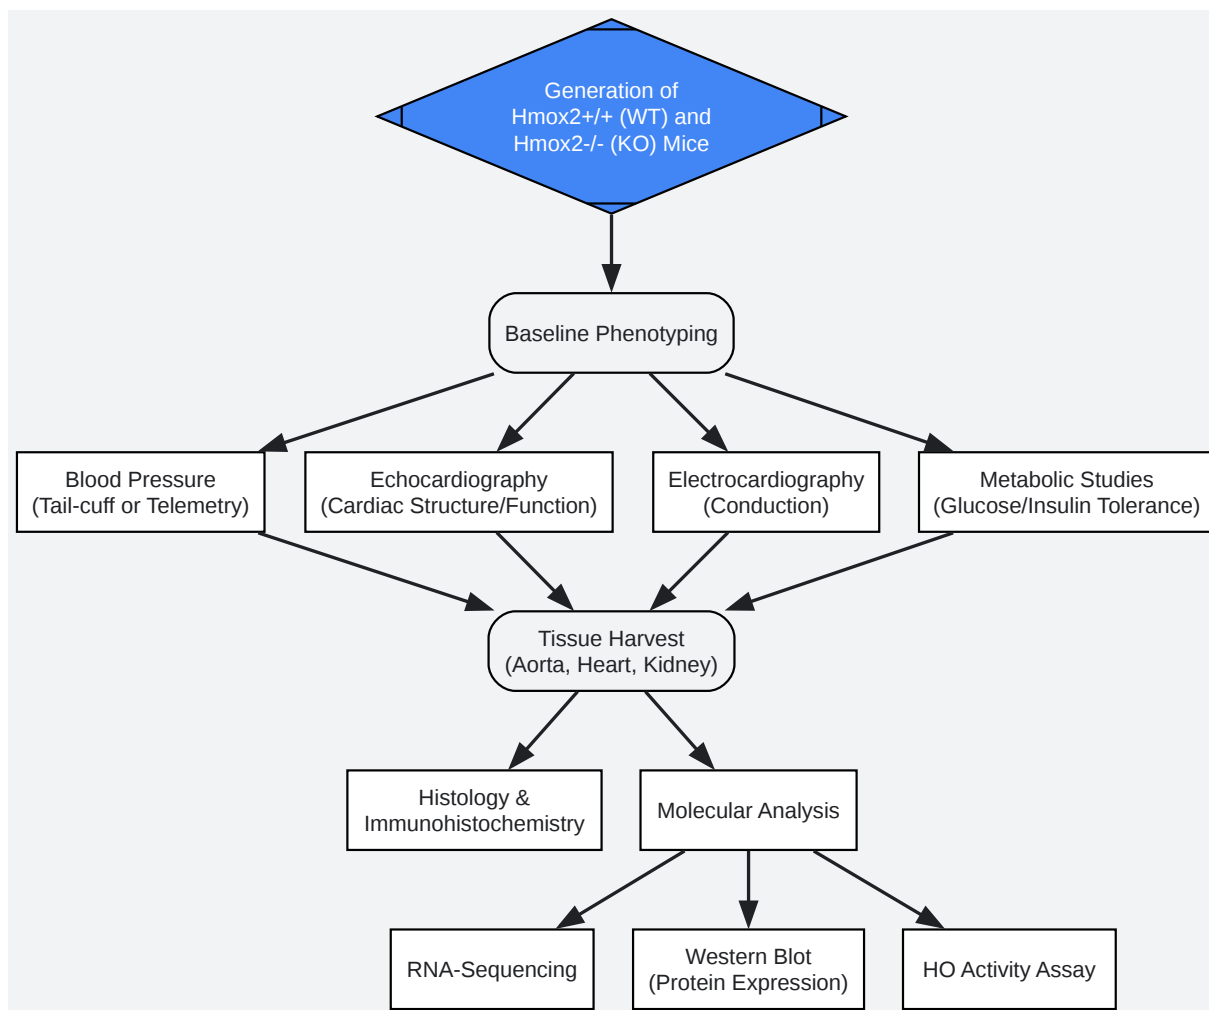 Generation of
Hmox2+/+ (WT) and
Hmox2-/- (KO) Mice
Baseline Phenotyping
Blood Pressure
(Tail-cuff or Telemetry)
Echocardiography
(Cardiac Structure/Function)
Electrocardiography
(Conduction)
Metabolic Studies
(Glucose/Insulin Tolerance)
Tissue Harvest
(Aorta, Heart, Kidney)
Histology &
Immunohistochemistry
Molecular Analysis
RNA-Sequencing
Western Blot
(Protein Expression)
HO Activity Assay